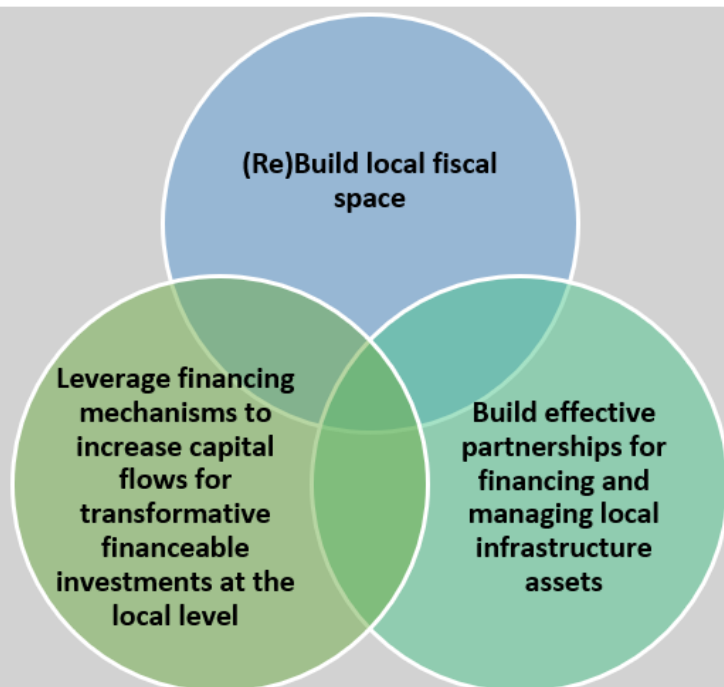 (Re)Build local fiscal
space
Leverage financing
mechanisms to
increase capital
flows for
transformative
financeable
investments at the
local level
Build effective
partnerships for
financing and
managing local
infrastructure
assets